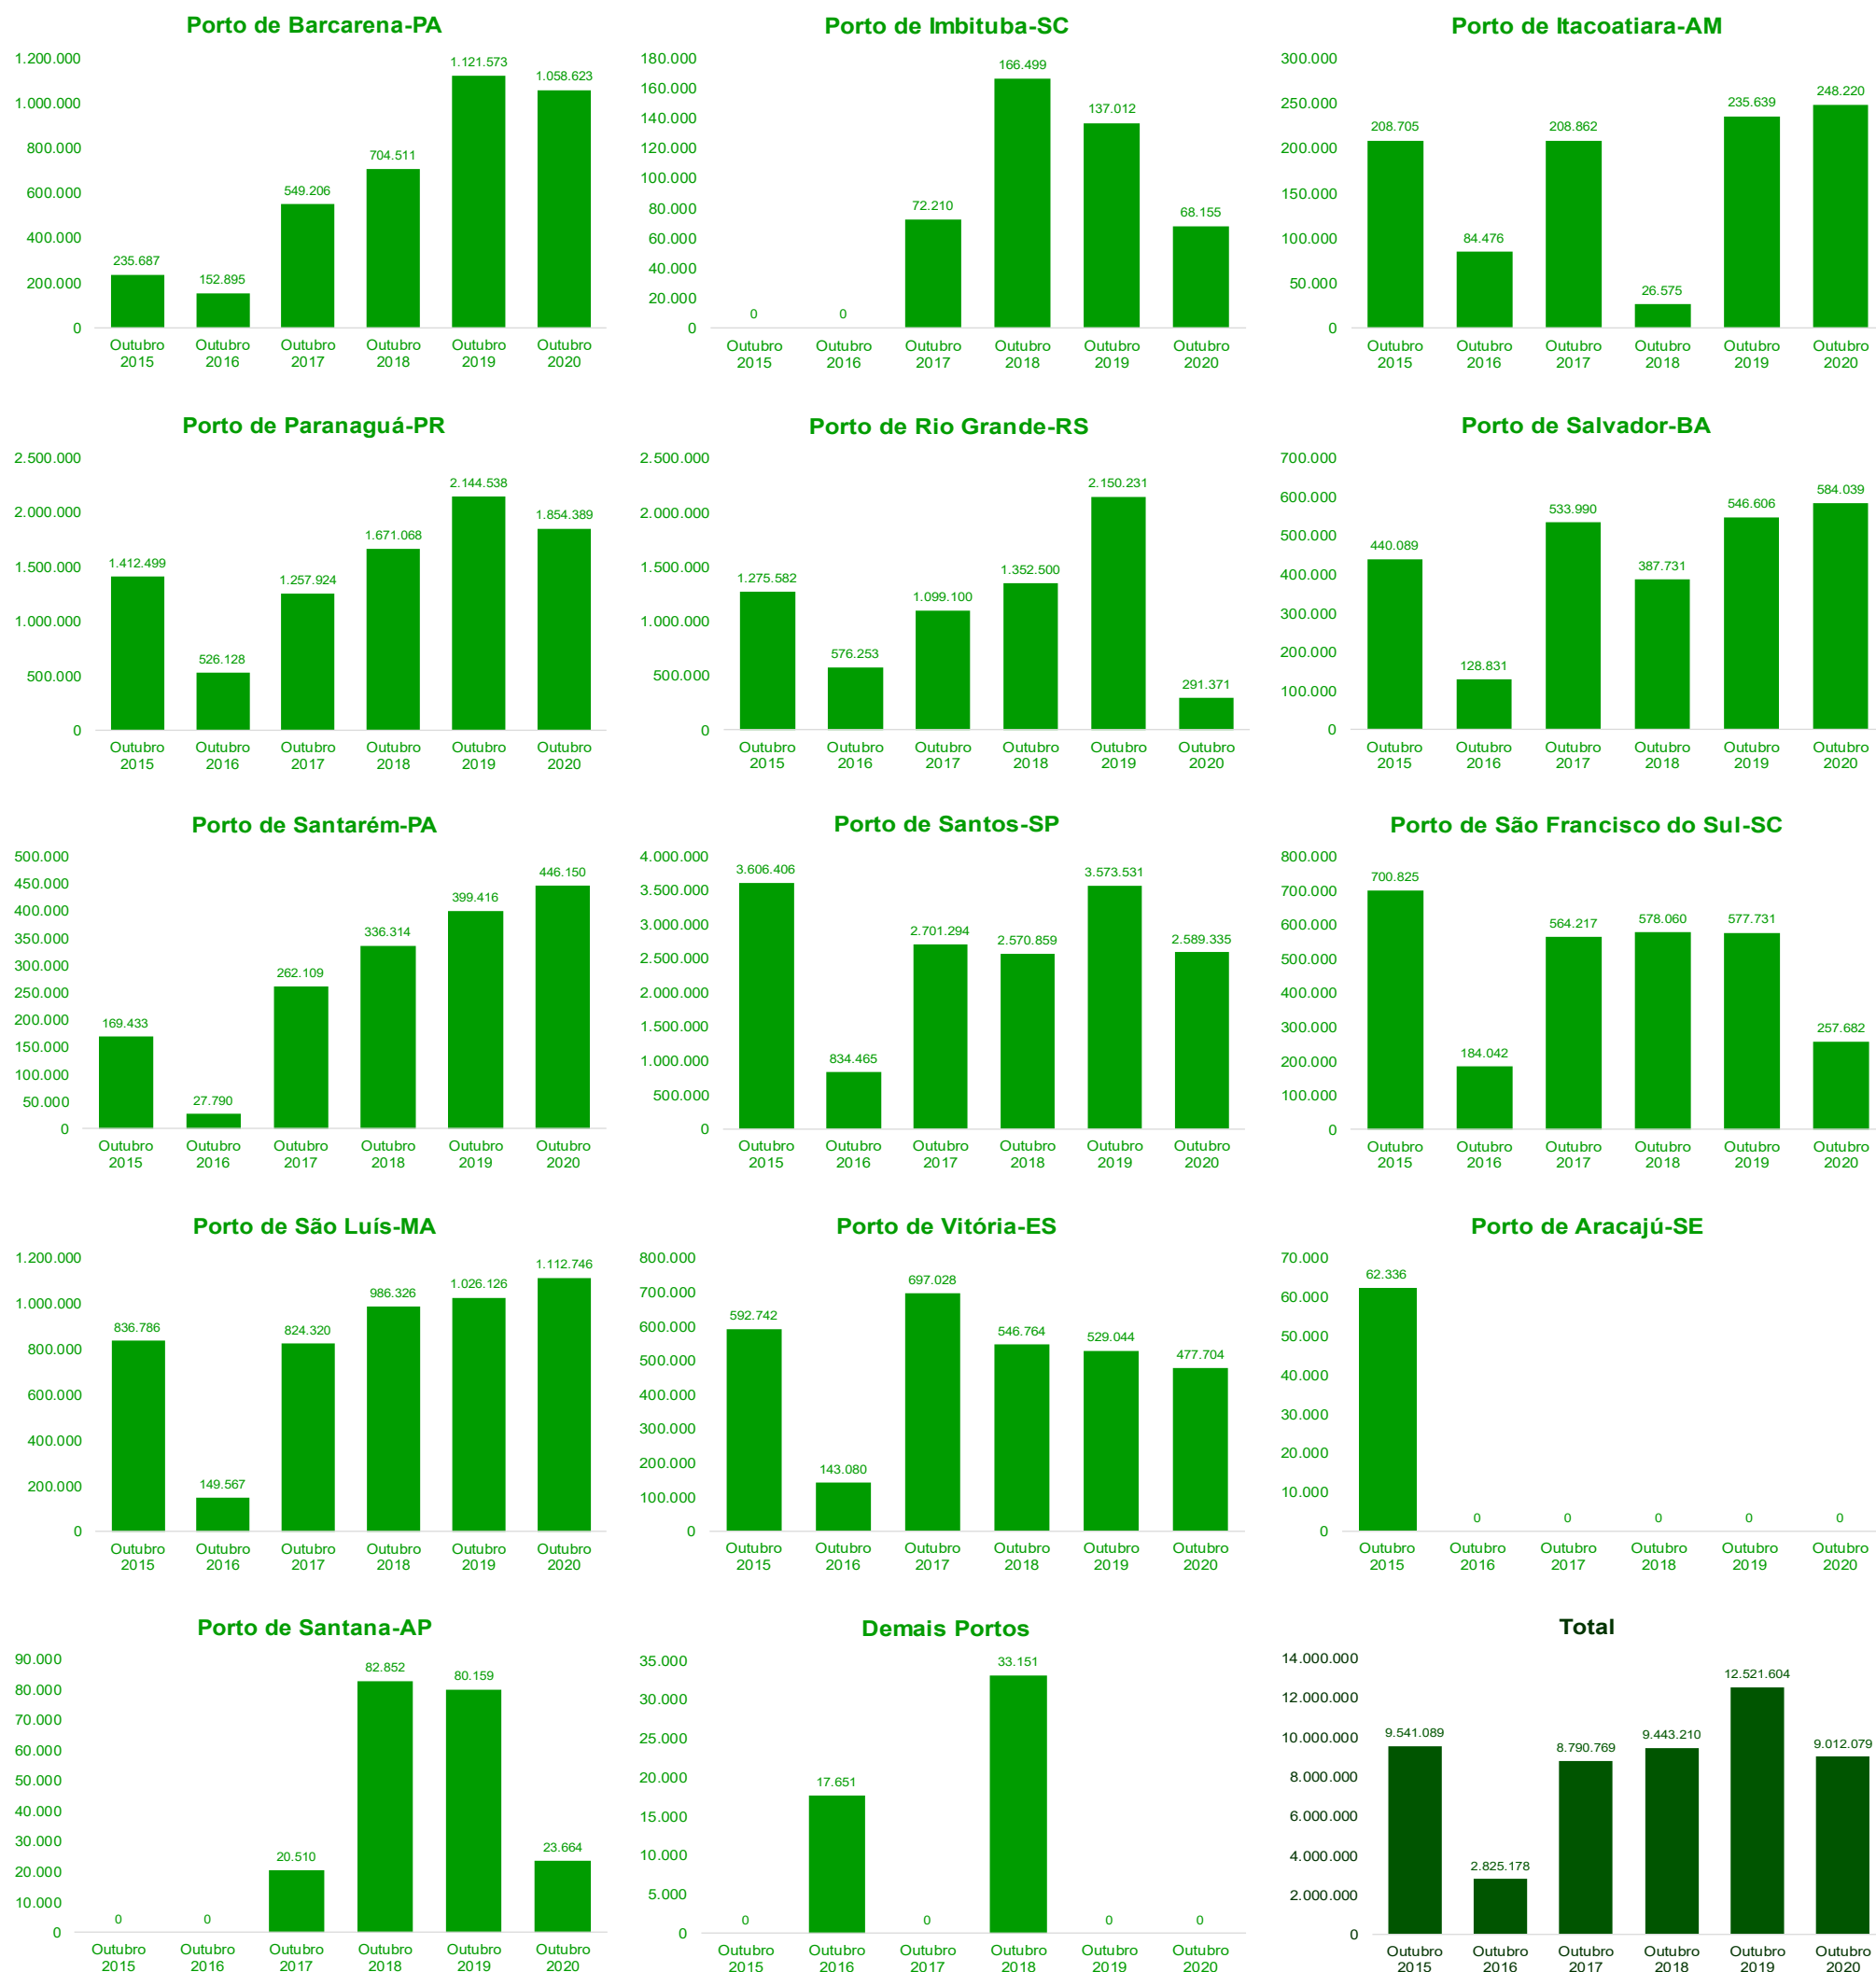 Porto de Barcarena-PA
1.200.000
1.000.000
800.000
600.000
400.000
200.000
0
235.687
152.895
549.206
704.511
1.121.573
1.058.623
Outubro 2015
Outubro 2016
Outubro 2017
Outubro 2018
Outubro 2019
Outubro 2020
Porto de Imbituba-SC
180.000
160.000
140.000
120.000
100.000
80.000
60.000
40.000
20.000
0
0
0
72.210
166.499
137.012
68.155
Outubro 2015
Outubro 2016
Outubro 2017
Outubro 2018
Outubro 2019
Outubro 2020
Porto de Itacoatiara-AM
300.000
250.000
200.000
150.000
100.000
50.000
0
208.705
84.476
208.862
26.575
235.639
248.220
Outubro 2015
Outubro 2016
Outubro 2017
Outubro 2018
Outubro 2019
Outubro 2020
Porto de Paranaguá-PR
2.500.000
2.000.000
1.500.000
1.000.000
500.000
0
1.412.499
526.128
1.257.924
1.671.068
2.144.538
1.854.389
Outubro 2015
Outubro 2016
Outubro 2017
Outubro 2018
Outubro 2019
Outubro 2020
Porto de Rio Grande-RS
2.500.000
2.000.000
1.500.000
1.000.000
500.000
0
1.275.582
576.253
1.099.100
1.352.500
2.150.231
291.371
Outubro 2015
Outubro 2016
Outubro 2017
Outubro 2018
Outubro 2019
Outubro 2020
Porto de Salvador-BA
700.000
600.000
500.000
400.000
300.000
200.000
100.000
0
440.089
128.831
533.990
387.731
546.606
584.039
Outubro 2015
Outubro 2016
Outubro 2017
Outubro 2018
Outubro 2019
Outubro 2020
Porto de Santarém-PA
500.000
450.000
400.000
350.000
300.000
250.000
200.000
150.000
100.000
50.000
0
169.433
27.790
262.109
336.314
399.416
446.150
Outubro 2015
Outubro 2016
Outubro 2017
Outubro 2018
Outubro 2019
Outubro 2020
Porto de Santos-SP
4.000.000
3.500.000
3.000.000
2.500.000
2.000.000
1.500.000
1.000.000
500.000
0
3.606.406
834.465
2.701.294
2.570.859
3.573.531
2.589.335
Outubro 2015
Outubro 2016
Outubro 2017
Outubro 2018
Outubro 2019
Outubro 2020
Porto de São Francisco do Sul-SC
800.000
700.000
600.000
500.000
400.000
300.000
200.000
100.000
0
700.825
184.042
564.217
578.060
577.731
257.682
Outubro 2015
Outubro 2016
Outubro 2017
Outubro 2018
Outubro 2019
Outubro 2020
Porto de São Luís-MA
1.200.000
1.000.000
800.000
600.000
400.000
200.000
0
836.786
149.567
824.320
986.326
1.026.126
1.112.746
Outubro 2015
Outubro 2016
Outubro 2017
Outubro 2018
Outubro 2019
Outubro 2020
Porto de Vitória-ES
800.000
700.000
600.000
500.000
400.000
300.000
200.000
100.000
0
592.742
143.080
697.028
546.764
529.044
477.704
Outubro 2015
Outubro 2016
Outubro 2017
Outubro 2018
Outubro 2019
Outubro 2020
Porto de Aracajú-SE
70.000
60.000
50.000
40.000
30.000
20.000
10.000
0
62.336
0
0
0
0
0
Outubro 2015
Outubro 2016
Outubro 2017
Outubro 2018
Outubro 2019
Outubro 2020
Porto de Santana-AP
90.000
80.000
70.000
60.000
50.000
40.000
30.000
20.000
10.000
0
0
0
20.510
82.852
80.159
23.664
Outubro 2015
Outubro 2016
Outubro 2017
Outubro 2018
Outubro 2019
Outubro 2020
Demais Portos
35.000
30.000
25.000
20.000
15.000
10.000
5.000
0
0
17.651
0
33.151
0
0
Outubro 2015
Outubro 2016
Outubro 2017
Outubro 2018
Outubro 2019
Outubro 2020
Total
14.000.000
12.000.000
10.000.000
8.000.000
6.000.000
4.000.000
2.000.000
0
9.541.089
2.825.178
8.790.769
9.443.210
12.521.604
9.012.079
Outubro 2015
Outubro 2016
Outubro 2017
Outubro 2018
Outubro 2019
Outubro 2020